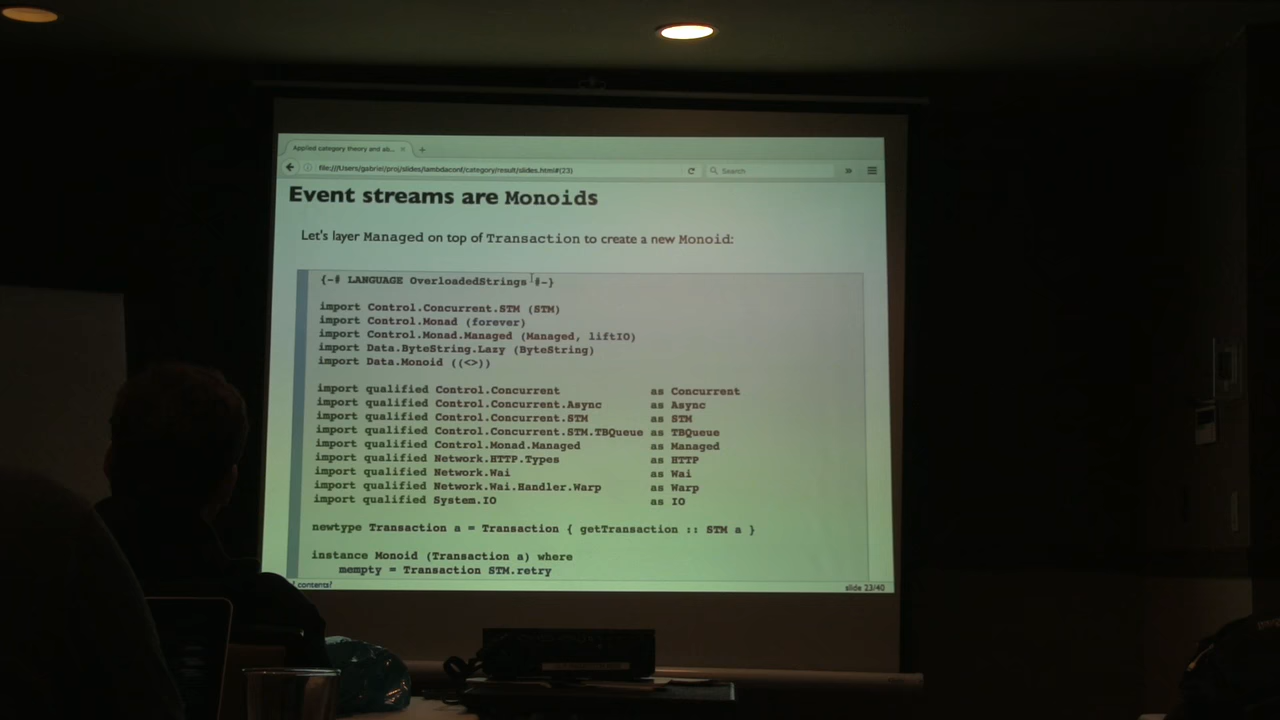 Applied category theory and ab...
file:///Users/gabriel/proj/slides/lambdaconf/category/result/slides.html#(23)
Search
Event streams are Monoids
Let's layer Managed on top of Transaction to create a new Monoid:
{-# LANGUAGE OverloadedStrings #-}
import Control.Concurrent.STM (STM)
import Control.Monad (forever)
import Control.Monad.Managed (Managed, liftIO)
import Data.ByteString.Lazy (ByteString)
import Data.Monoid ((<>))
import qualified Control.Concurrent as Concurrent
import qualified Control.Concurrent.Async as Async
import qualified Control.Concurrent.STM as STM
import qualified Control.Concurrent.STM.TBQueue as TBQueue
import qualified Control.Monad.Managed as Managed
import qualified Network.HTTP.Types as HTTP
import qualified Network.Wai as Wai
import qualified Network.Wai.Handler.Warp as Warp
import qualified System.IO as IO
newtype Transaction a = Transaction { getTransaction :: STM a }
instance Monoid (Transaction a) where
mempty = Transaction STM.retry
contents? slide 23/40